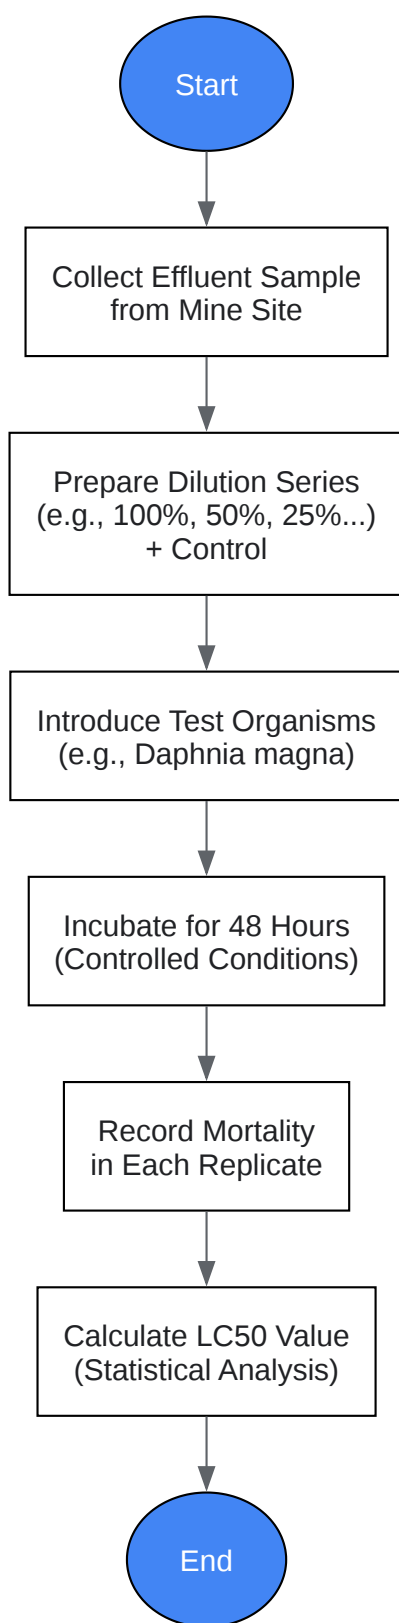 Start
Collect Effluent Sample
from Mine Site
Prepare Dilution Series
(e.g., 100%, 50%, 25%...)
+ Control
Introduce Test Organisms
(e.g., Daphnia magna)
Incubate for 48 Hours
(Controlled Conditions)
Record Mortality
in Each Replicate
Calculate LC50 Value
(Statistical Analysis)
End